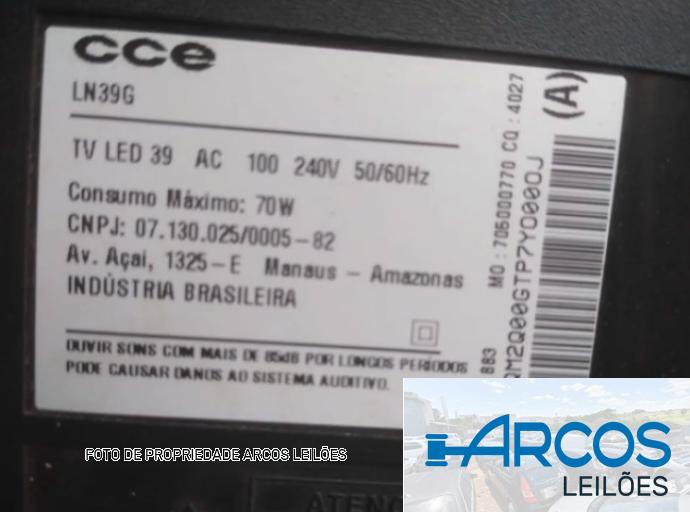 cce
LN39G
TV LED 39 AC 100 240V 50/60Hz
Consumo Máximo: 70W
CNPJ: 07.130.025/0005-82
Av. Açai, 1325-E Manaus - Amazonas
INDÚSTRIA BRASILEIRA
OUVIR SONS COM MAIS DE 85dB POR LONGOS PERÍODOS
PODE CAUSAR DANOS AO SISTEMA AUDITIVO.
MO: 705000770 CQ: 4027
(A)
883
FOTO DE PROPRIEDADE ARCOS LEILÕES
ARCOS
LEILÕES